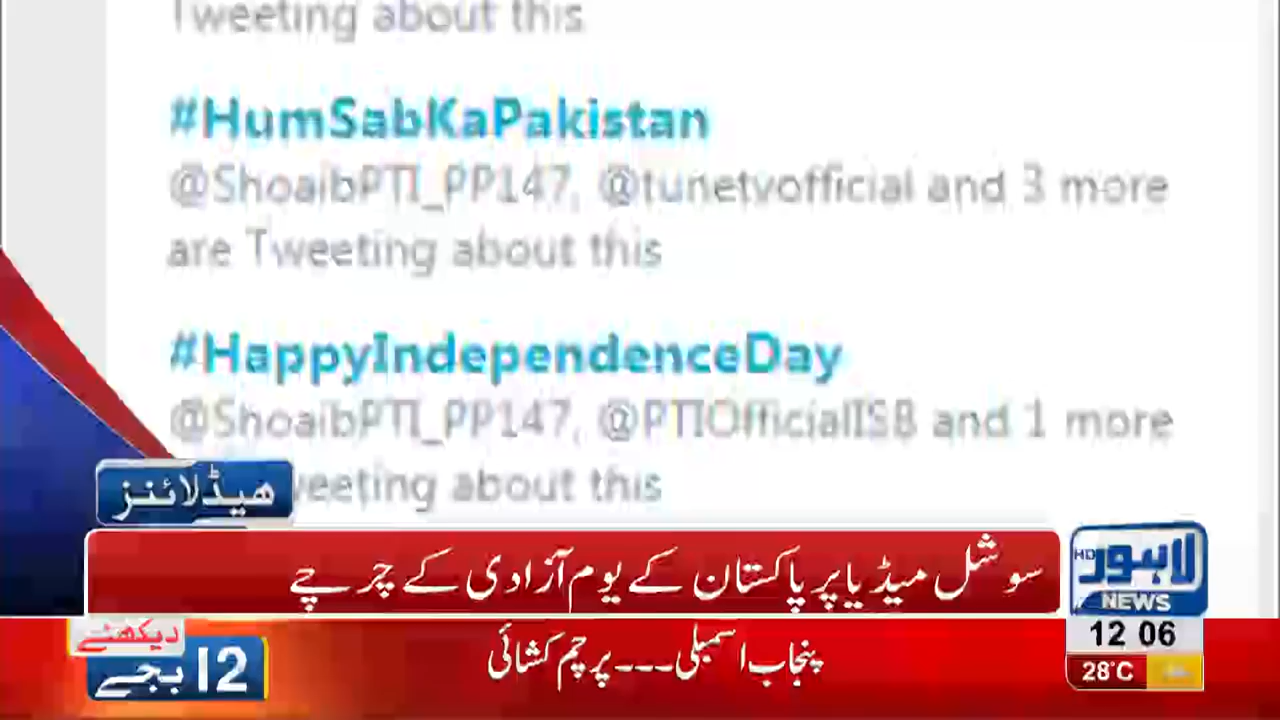 Tweeting about this
#HumSabKaPakistan
@ShoaibPTI_PP147, @tunetvofficial and 3 more
are Tweeting about this
#HappyIndependenceDay
@ShoaibPTI_PP147, @PTIOfficialISB and 1 more
weeting about this
ھیڈلائنز
سوشل میڈیا پر پاکستان کے یوم آزادی کے چرچے
لاہور HD
NEWS
12 06
28°C
دیکھئے
12 بجے
پنجاب اسمبلی۔۔۔پرچم کشائی